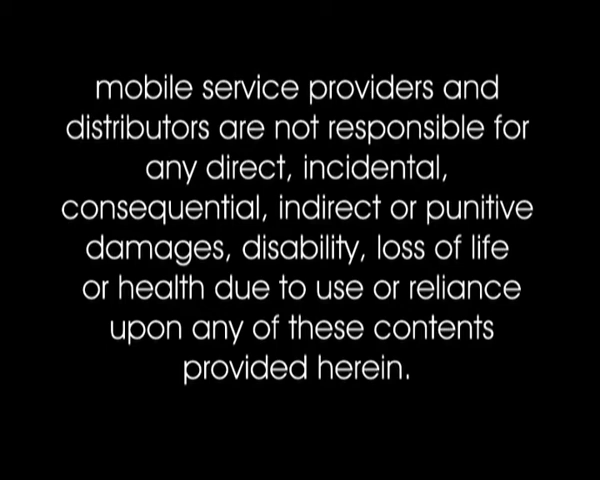 mobile service providers and
distributors are not responsible for
any direct, incidental,
consequential, indirect or punitive
damages, disability, loss of life
or health due to use or reliance
upon any of these contents
provided herein.